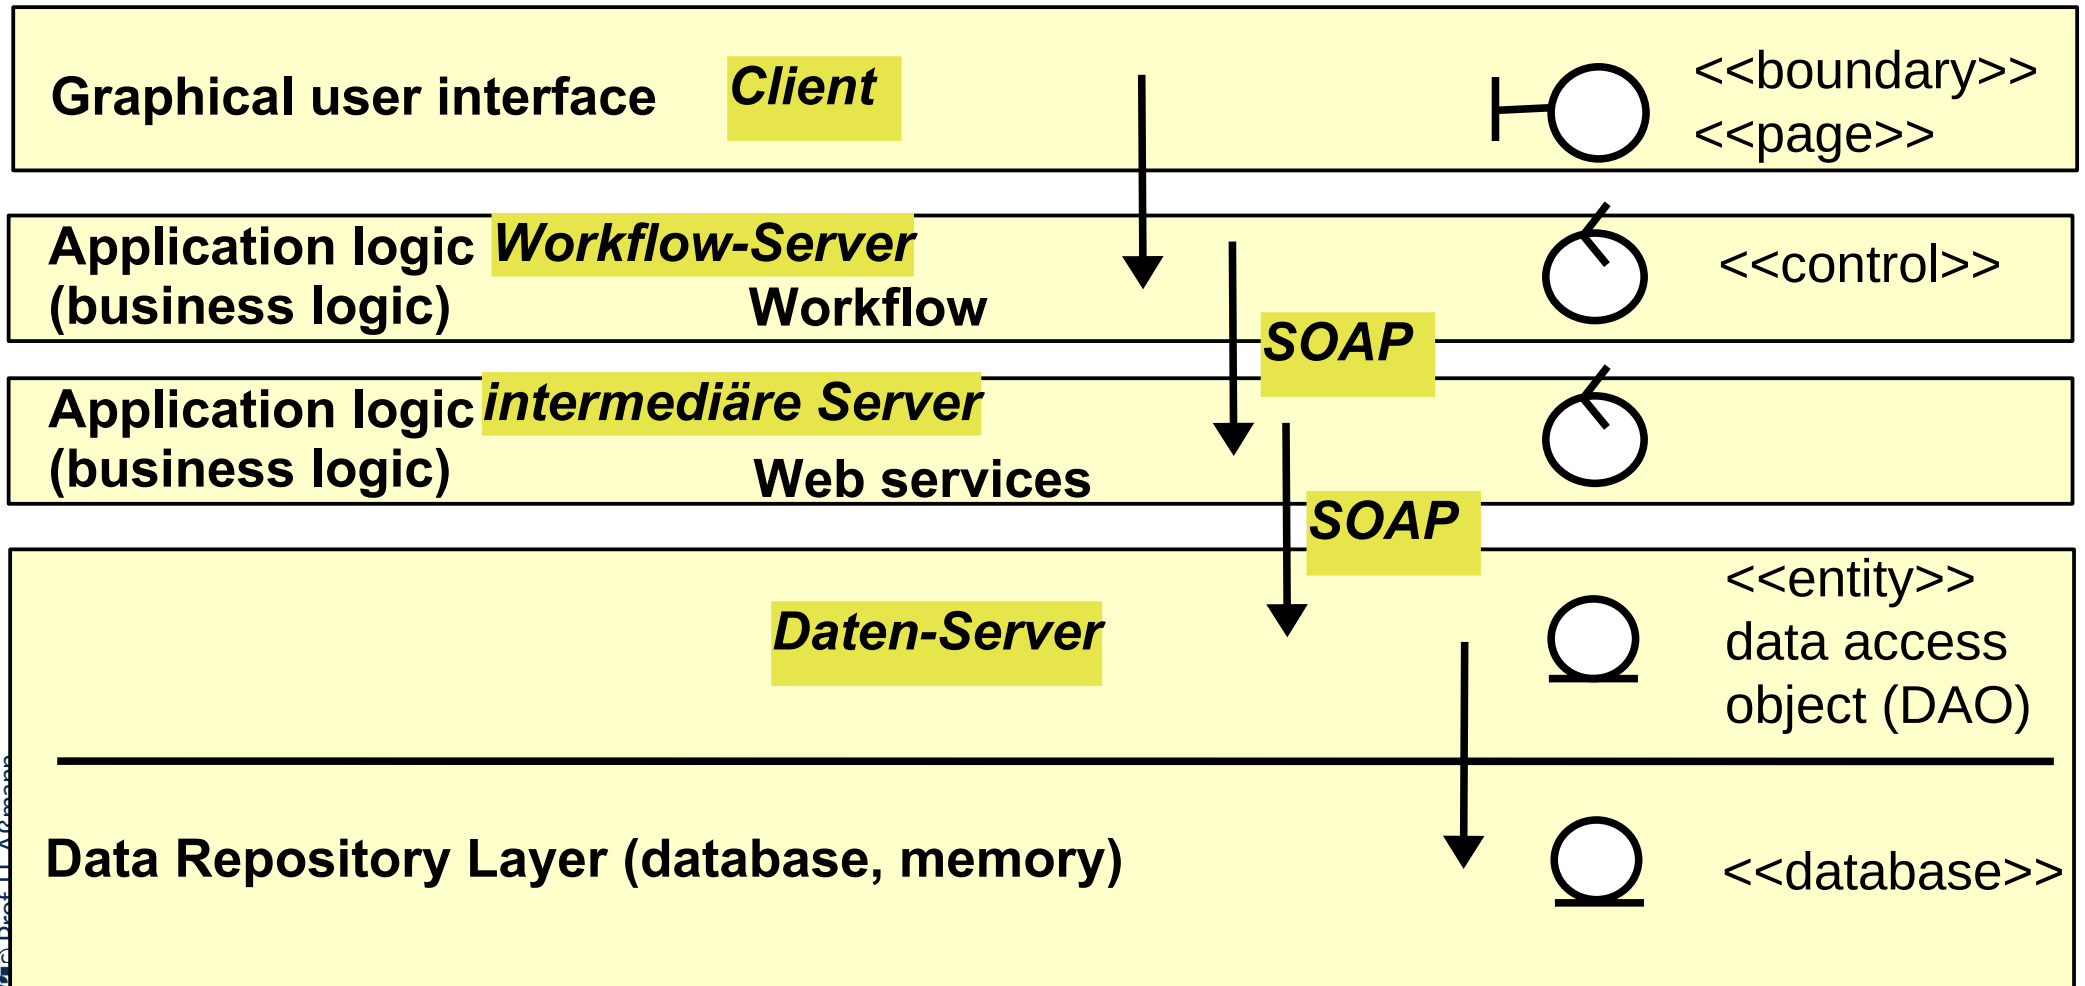 Graphical user interface
Client
<<boundary>>
<<page>>
Application logic
(business logic)
Workflow-Server
Workflow
<<control>>
SOAP
Application logic
(business logic)
intermediäre Server
Web services
SOAP
Daten-Server
<<entity>>
data access
object (DAO)
Data Repository Layer (database, memory)
<<database>>